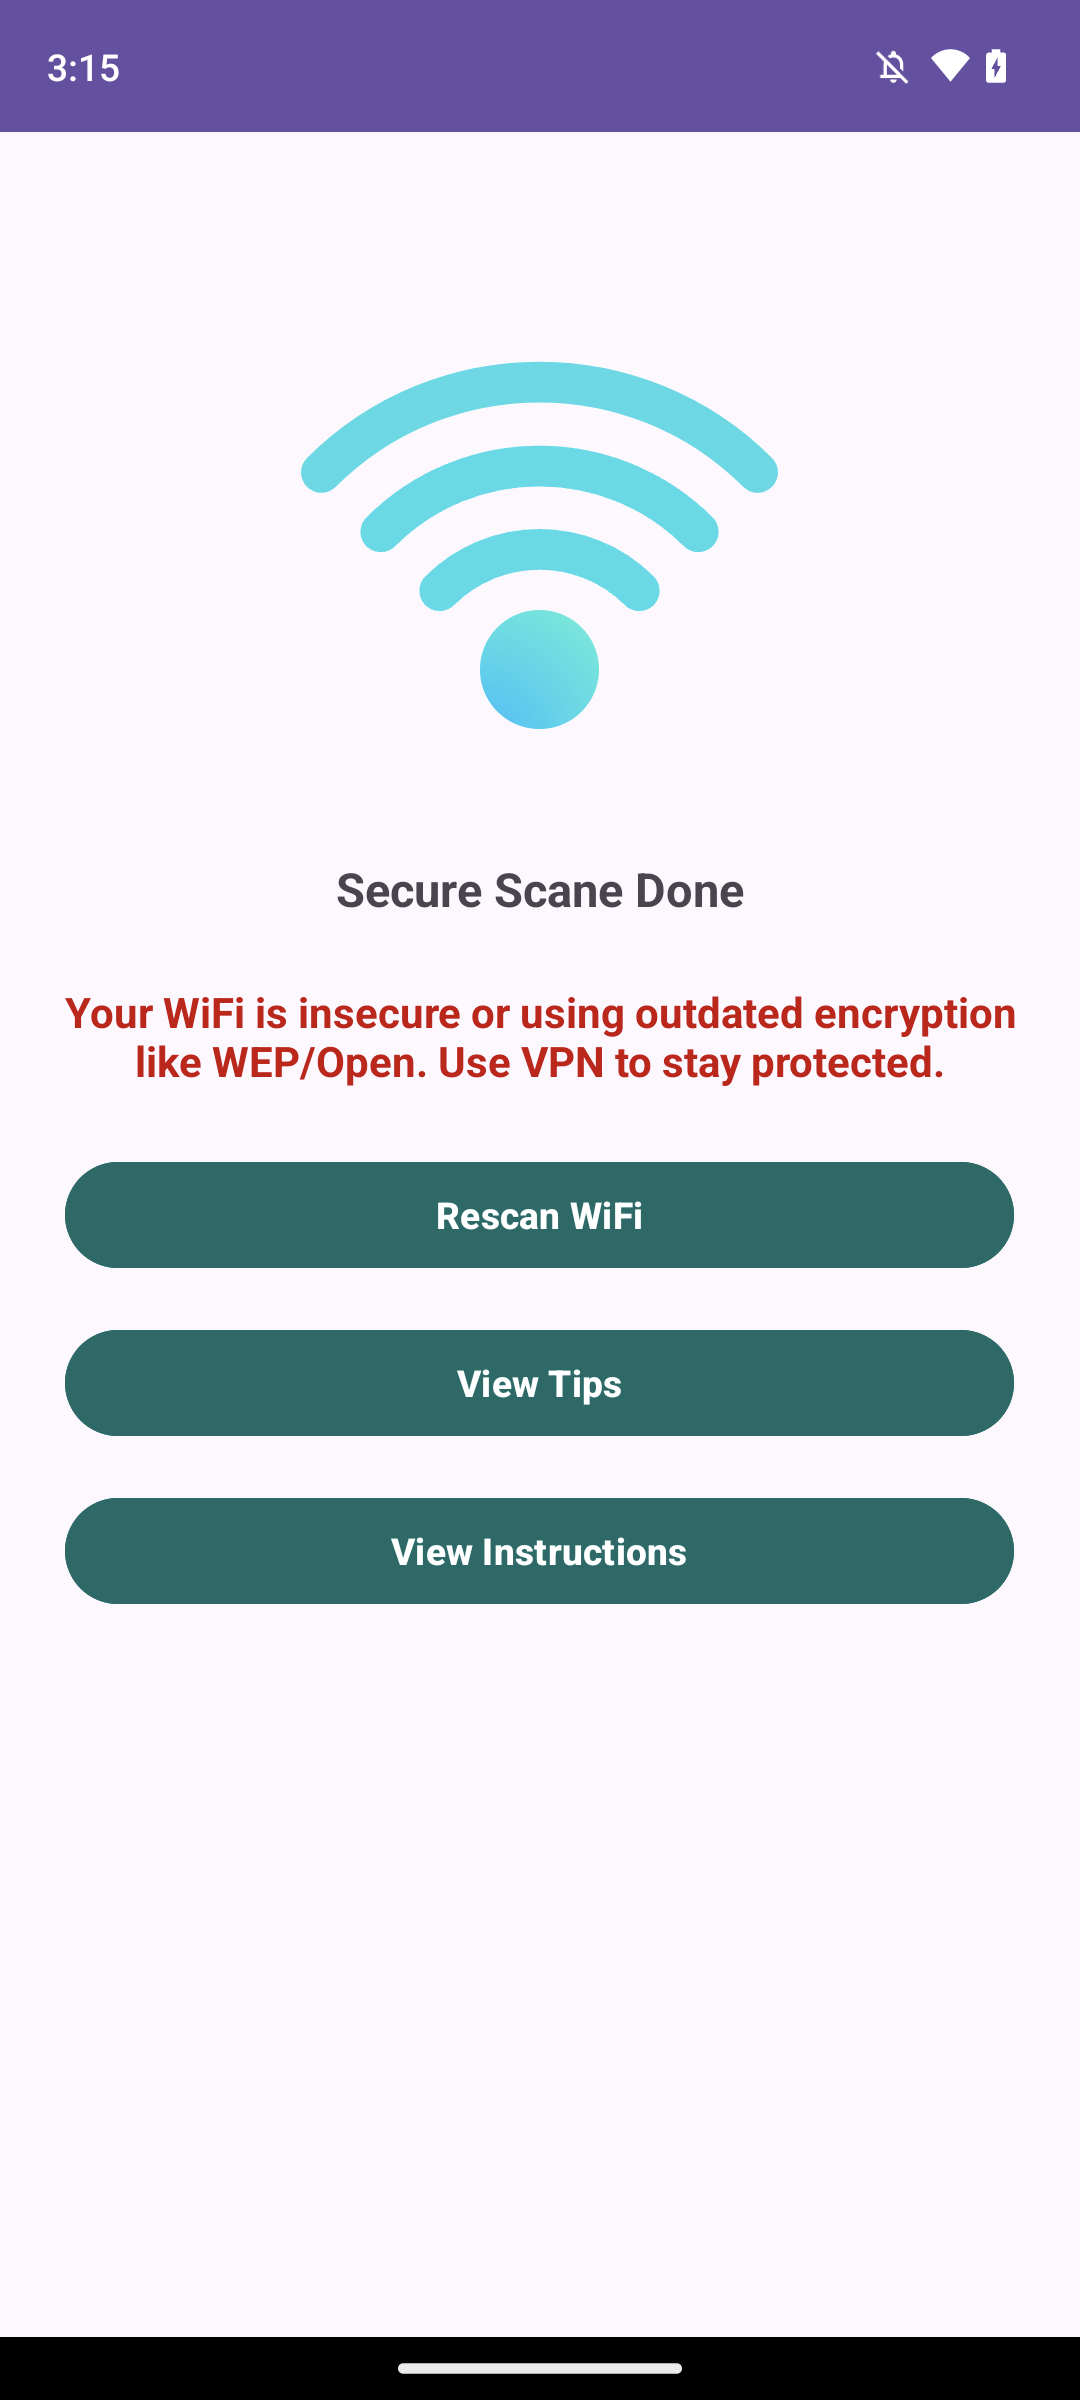 3:15
Secure Scane Done
Your WiFi is insecure or using outdated encryption
like WEP/Open. Use VPN to stay protected.
Rescan WiFi
View Tips
View Instructions